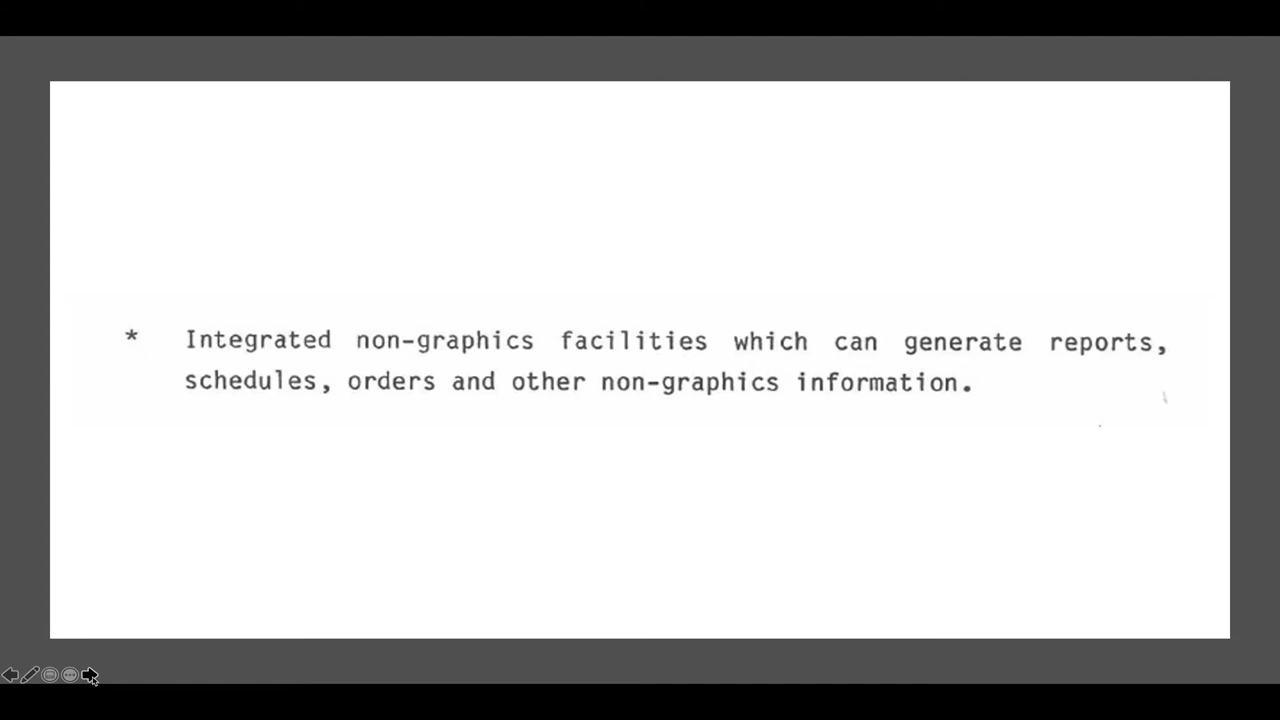 * Integrated non-graphics facilities which can generate reports,
schedules, orders and other non-graphics information.